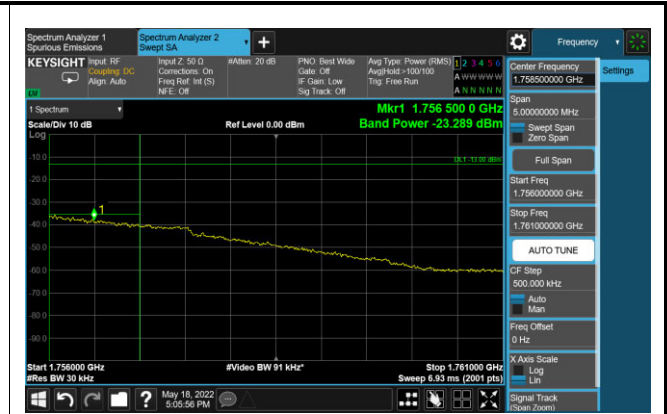 Spectrum Analyzer 1
Spurious Emissions
Spectrum Analyzer 2
Swept SA
+
Frequency
KEYSIGHT
Input: RF
Coupling: DC
Align: Auto
Input Z: 50 Ω
Corrections: On
Freq Ref: Int (S)
NFE: Off
#Atten: 20 dB
PNO: Best Wide
Gate: Off
IF Gain: Low
Sig Track: Off
Avg Type: Power (RMS)
Avg|Hold:>100/100
Trig: Free Run
1 2 3 4 5 6
A W W W W W
A N N N N N
1 Spectrum
Scale/Div 10 dB
Log
Ref Level 0.00 dBm
Mkr1 1.756 500 0 GHz
Band Power -23.289 dBm
DL1 -13.00 dBm
-10.0
-20.0
-30.0
-40.0
-50.0
-60.0
-70.0
-80.0
-90.0
1
Start 1.756000 GHz
#Res BW 30 kHz
#Video BW 91 kHz*
Stop 1.761000 GHz
Sweep 6.93 ms (2001 pts)
Center Frequency
1.758500000 GHz
Settings
Span
5.00000000 MHz
Swept Span
Zero Span
Full Span
Start Freq
1.756000000 GHz
Stop Freq
1.761000000 GHz
AUTO TUNE
CF Step
500.000 kHz
Auto
Man
Freq Offset
0 Hz
X Axis Scale
Log
Lin
Signal Track
(Span Zoom)
?
May 18, 2022
5:05:56 PM